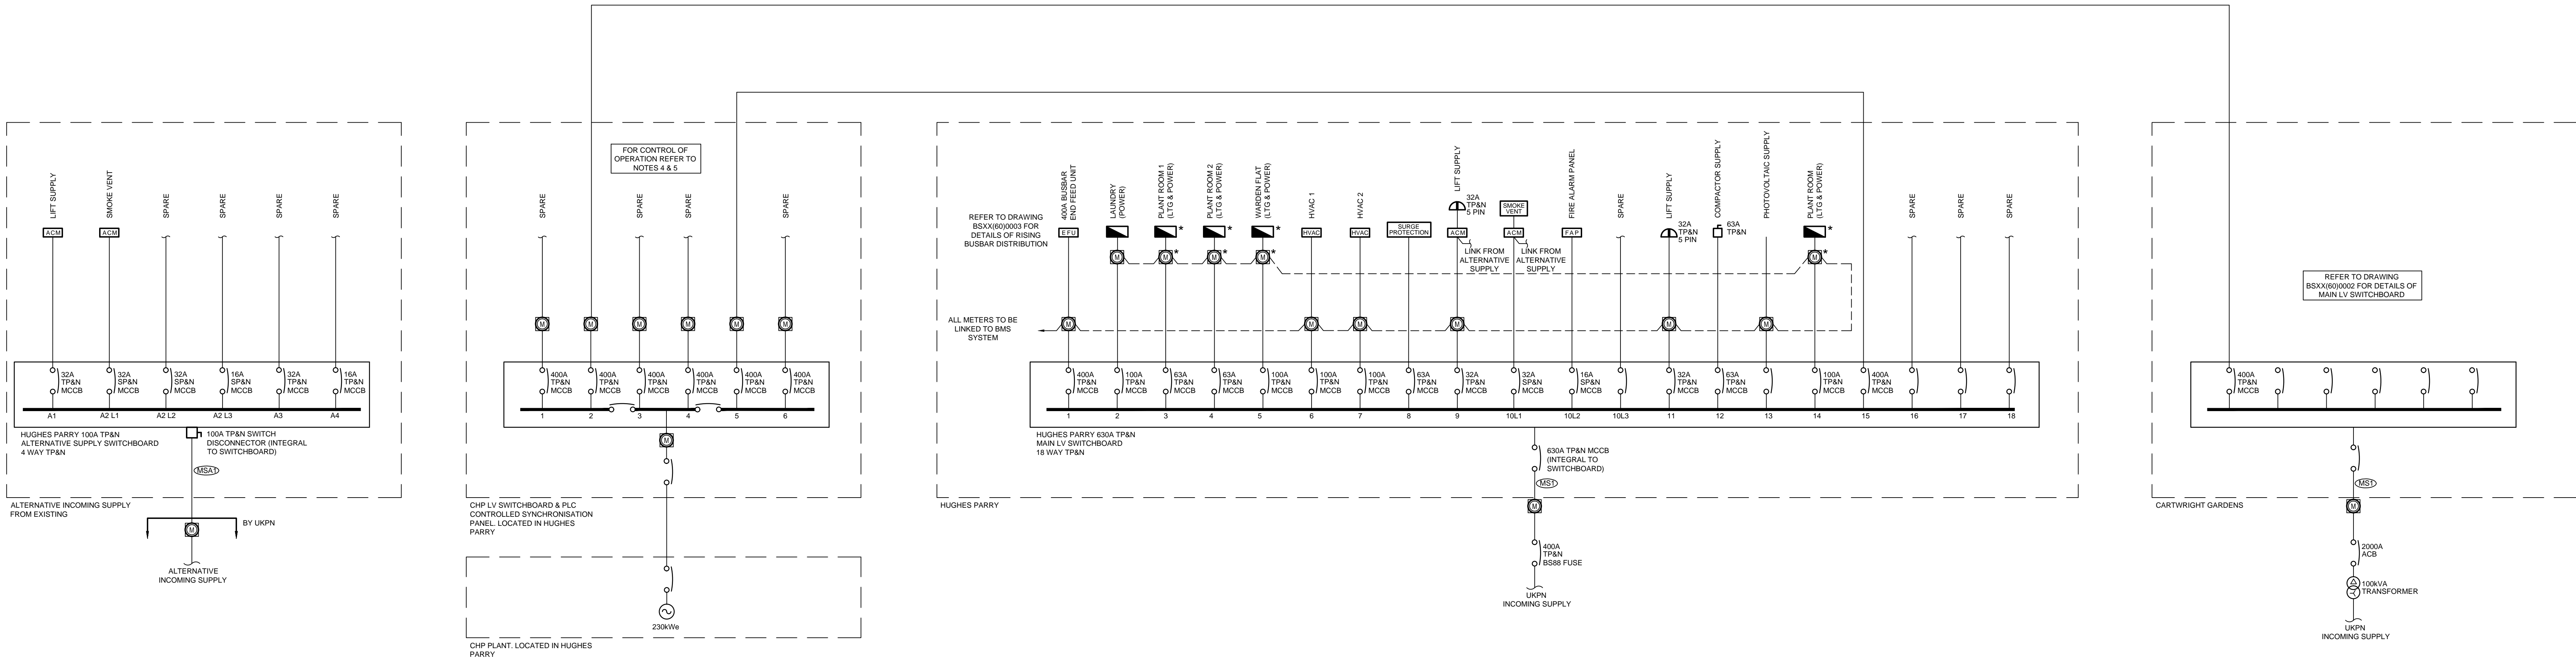 LIFT SUPPLY
SMOKE VENT
SPARE
SPARE
SPARE
SPARE
ACM
ACM
32A
TP&N
MCCB
32A
SP&N
MCCB
32A
SP&N
MCCB
16A
SP&N
MCCB
32A
TP&N
MCCB
16A
TP&N
MCCB
A1
A2 L1
A2 L2
A2 L3
A3
A4
HUGHES PARRY 100A TP&N
ALTERNATIVE SUPPLY SWITCHBOARD
4 WAY TP&N
100A TP&N SWITCH
DISCONNECTOR (INTEGRAL
TO SWITCHBOARD)
MSA1
ALTERNATIVE INCOMING SUPPLY
FROM EXISTING
BY UKPN
M
ALTERNATIVE
INCOMING SUPPLY
FOR CONTROL OF
OPERATION REFER TO
NOTES 4 & 5
SPARE
SPARE
SPARE
SPARE
M
M
M
M
M
M
400A
TP&N
MCCB
400A
TP&N
MCCB
400A
TP&N
MCCB
400A
TP&N
MCCB
400A
TP&N
MCCB
400A
TP&N
MCCB
1
2
3
4
5
6
M
CHP LV SWITCHBOARD & PLC
CONTROLLED SYNCHRONISATION
PANEL. LOCATED IN HUGHES
PARRY
230kWe
CHP PLANT. LOCATED IN HUGHES
PARRY
REFER TO DRAWING
BSXX(60)0003 FOR
DETAILS OF RISING
BUSBAR DISTRIBUTION
400A BUSBAR
END FEED UNIT
LAUNDRY
(POWER)
PLANT ROOM 1
(LTG & POWER)
PLANT ROOM 2
(LTG & POWER)
WARDEN FLAT
(LTG & POWER)
HVAC 1
HVAC 2
LIFT SUPPLY
FIRE ALARM PANEL
SPARE
LIFT SUPPLY
COMPACTOR SUPPLY
PHOTOVOLTAIC SUPPLY
PLANT ROOM
(LTG & POWER)
SPARE
SPARE
SPARE
32A
TP&N
5 PIN
SMOKE
VENT
EFU
*
*
*
HVAC
HVAC
SURGE
PROTECTION
ACM
ACM
FAP
32A
TP&N
5 PIN
63A
TP&N
*
LINK FROM
ALTERNATIVE
SUPPLY
LINK FROM
ALTERNATIVE
SUPPLY
M
M
*
M
*
M
*
M
*
ALL METERS TO BE
LINKED TO BMS
SYSTEM
M
M
M
M
M
M
400A
TP&N
MCCB
100A
TP&N
MCCB
63A
TP&N
MCCB
63A
TP&N
MCCB
100A
TP&N
MCCB
100A
TP&N
MCCB
100A
TP&N
MCCB
63A
TP&N
MCCB
32A
TP&N
MCCB
32A
SP&N
MCCB
16A
SP&N
MCCB
32A
TP&N
MCCB
63A
TP&N
MCCB
100A
TP&N
MCCB
400A
TP&N
MCCB
1
2
3
4
5
6
7
8
9
10L1
10L2
10L3
11
12
13
14
15
16
17
18
HUGHES PARRY 630A TP&N
MAIN LV SWITCHBOARD
18 WAY TP&N
630A TP&N MCCB
(INTEGRAL TO
SWITCHBOARD)
MS1
HUGHES PARRY
M
400A
TP&N
BS88 FUSE
UKPN
INCOMING SUPPLY
REFER TO DRAWING
BSXX(60)0002 FOR DETAILS OF
MAIN LV SWITCHBOARD
400A
TP&N
MCCB
MS1
CARTWRIGHT GARDENS
M
2000A
ACB
100kVA
TRANSFORMER
UKPN
INCOMING SUPPLY